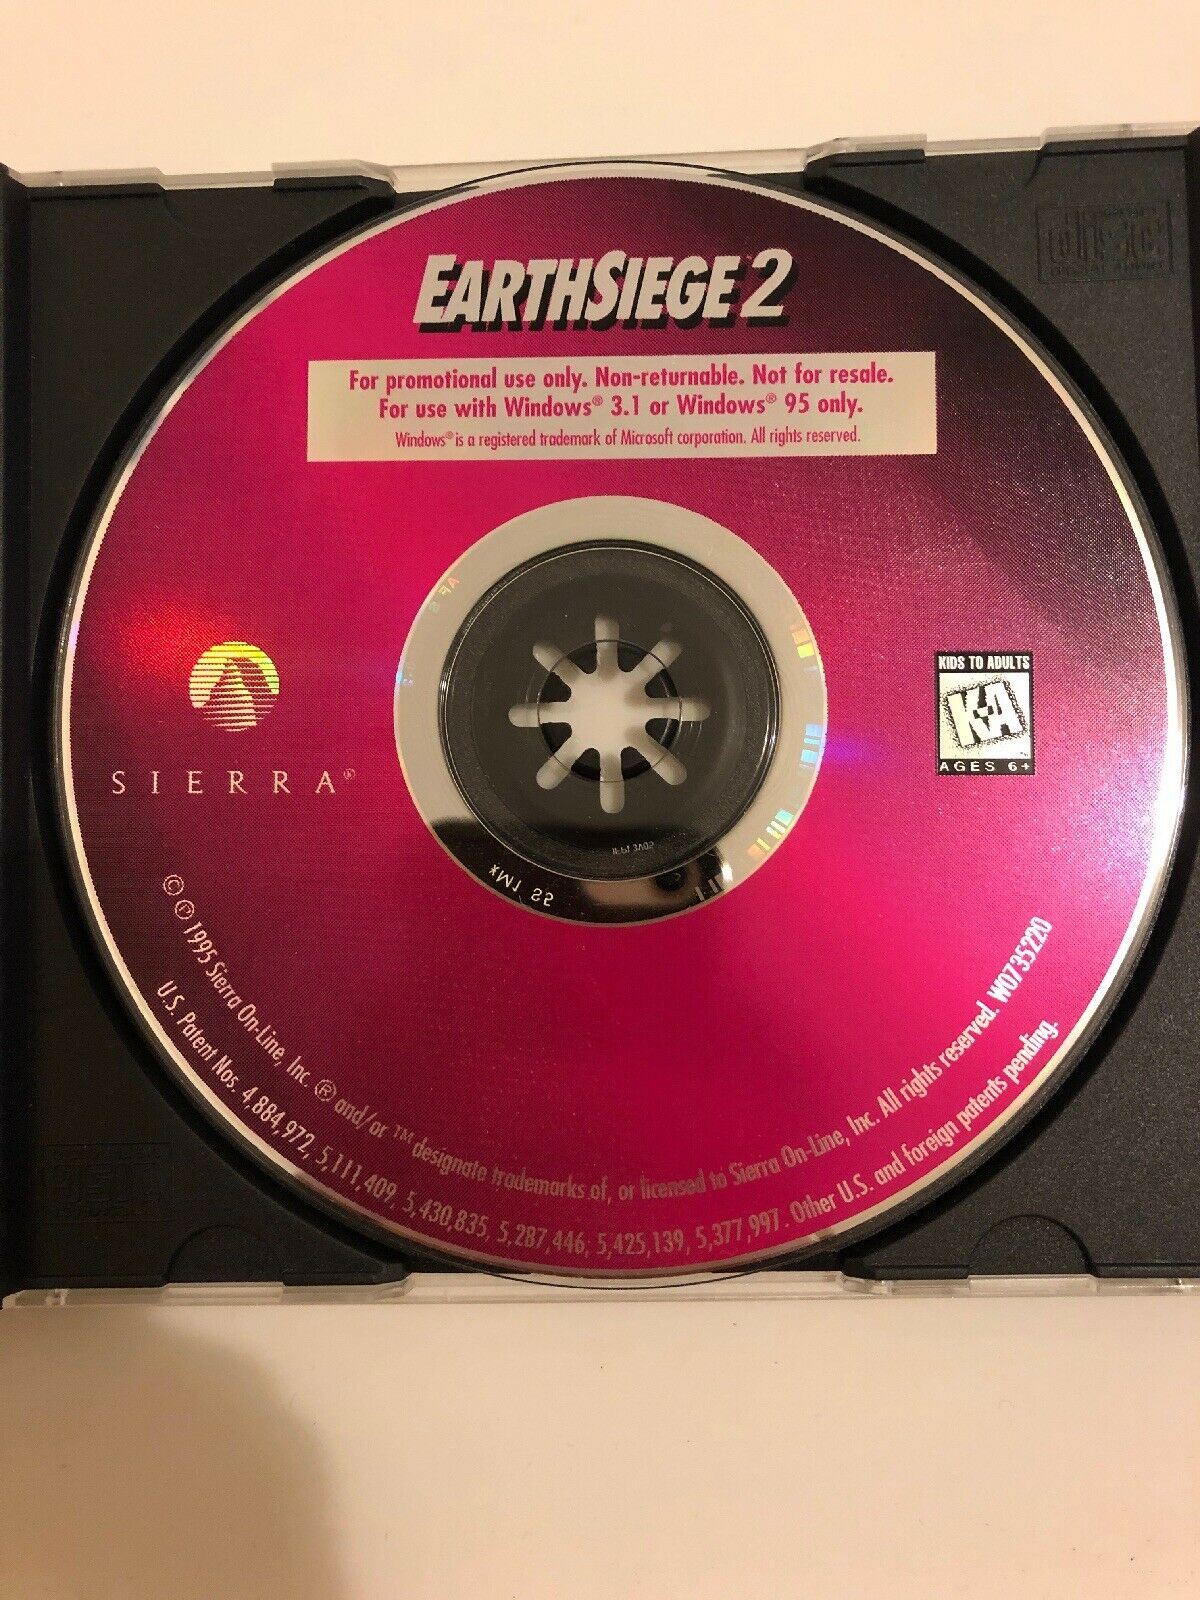 EARTHSIEGE 2
For promotional use only. Non-returnable. Not for resale.
For use with Windows® 3.1 or Windows® 95 only.
Windows® is a registered trademark of Microsoft corporation. All rights reserved.
SIERRA®
KIDS TO ADULTS
K-A
AGES 6+
© ℗ 1995 Sierra On-Line, Inc. ® and/or ™ designate trademarks of, or licensed to Sierra On-Line, Inc. All rights reserved. W0735220
U.S. Patent Nos. 4,884,972, 5,111,409, 5,430,835, 5,287,446, 5,425,139, 5,377,997. Other U.S. and foreign patents pending.